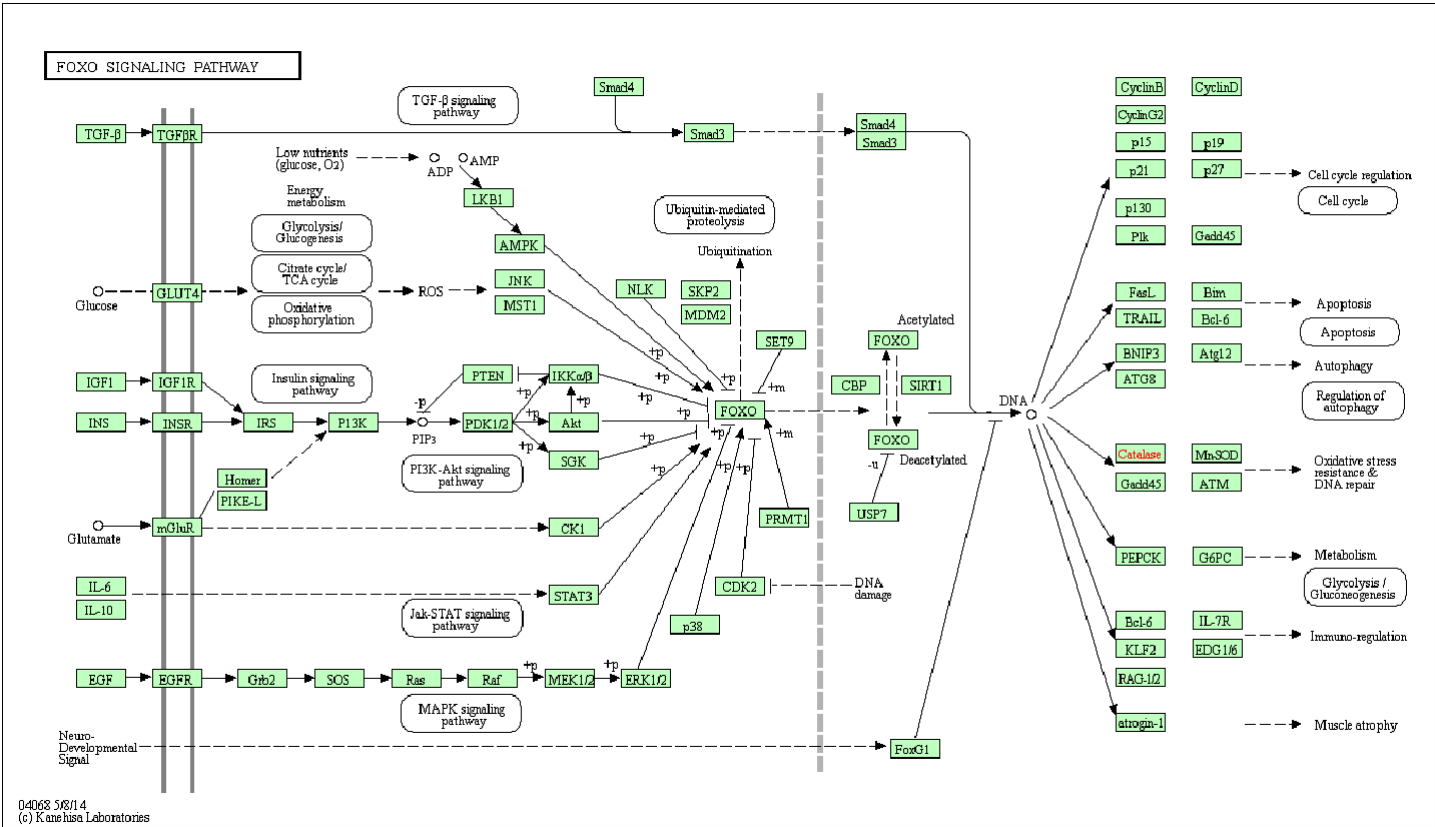 FOXO SIGNALING PATHWAY
TGF-β signaling
pathway
Smad4
TGF-β
TGFβR
Smad3
Smad4
Smad3
Low nutrients
(glucose, O2)
ADP
AMP
LKB1
AMPK
Energy
metabolism
Glycolysis/
Glucogenesis
Citrate cycle/
TCA cycle
Oxidative
phosphorylation
Glucose
GLUT4
ROS
JNK
MST1
Ubiquitin-mediated
proteolysis
Ubiquitination
NLK
SKP2
MDM2
SET9
Acetylated
FOXO
CBP
SIRT1
FOXO
Deacetylated
-u
USP7
IGF1
IGF1R
INS
INSR
Insulin signaling
pathway
IRS
P13K
-p
PIP3
PTEN
PDK1/2
IKKα/β
Akt
SGK
+p
+p
+p
+p
+p
+p
+p
+p
+p
+p
+p
+p
+p
+m
+m
FOXO
PI3K-Akt signaling
pathway
Homer
PIKE-L
Glutamate
mGluR
CK1
PRMT1
IL-6
IL-10
STAT3
Jak-STAT signaling
pathway
CDK2
DNA
damage
p38
EGF
EGFR
Grb2
SOS
Ras
Raf
+p
MEK1/2
+p
ERK1/2
MAPK signaling
pathway
Neuro-
Developmental
Signal
FoxG1
DNA
CyclinB
CyclinD
CyclinG2
p15
p19
p21
p27
p130
Plk
Gadd45
Cell cycle regulation
Cell cycle
FasL
Bim
TRAIL
Bcl-6
Apoptosis
Apoptosis
BNIP3
Atg12
ATG8
Autophagy
Regulation of
autophagy
Catalase
Mn-SOD
Gadd45
ATM
Oxidative stress
resistance &
DNA repair
PEPCK
G6PC
Metabolism
Glycolysis /
Gluconeogenesis
Bcl-6
IL-7R
KLF2
EDG1/6
RAG-1/2
Immuno-regulation
atrogin-1
Muscle atrophy
04068 5/8/14
(c) Kanehisa Laboratories